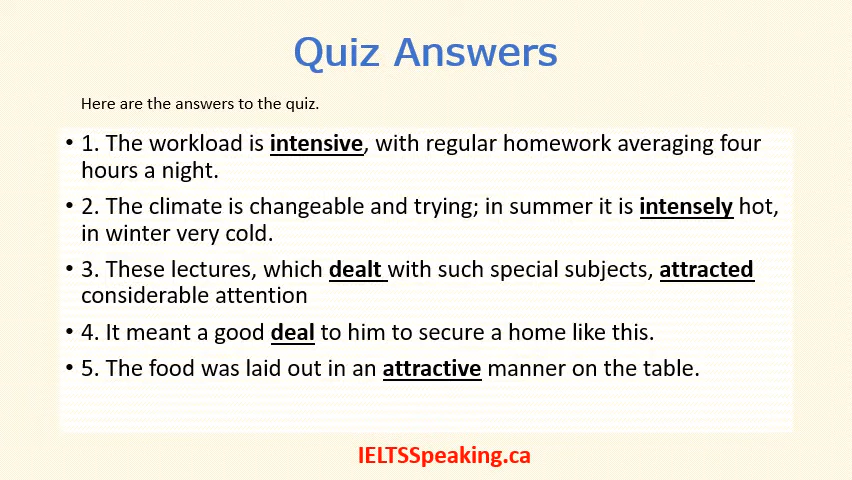 Quiz Answers
Here are the answers to the quiz.
• 1. The workload is intensive, with regular homework averaging four
hours a night.
• 2. The climate is changeable and trying; in summer it is intensely hot,
in winter very cold.
• 3. These lectures, which dealt with such special subjects, attracted
considerable attention
• 4. It meant a good deal to him to secure a home like this.
• 5. The food was laid out in an attractive manner on the table.
IELTSSpeaking.ca